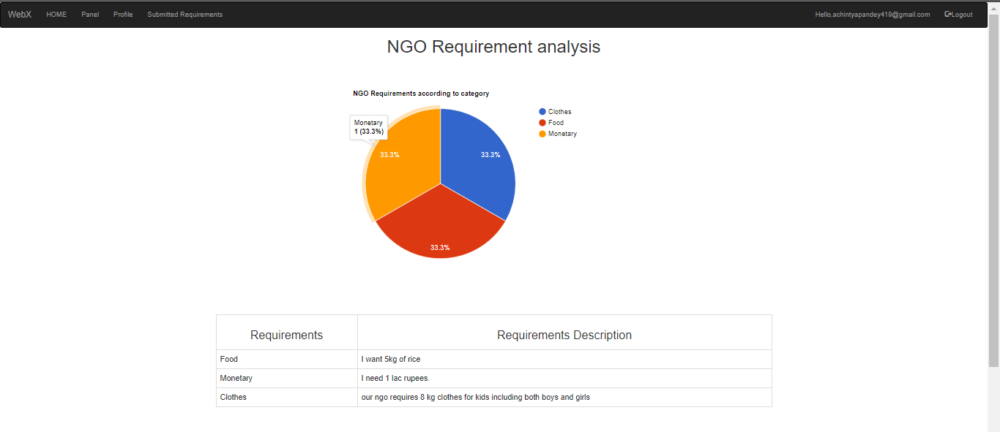 WebX HOME Panel Profile Submitted Requirements Hello,achintyapandey419@gmail.com Logout
NGO Requirement analysis
NGO Requirements according to category
Clothes
Food
Monetary
Monetary
1 (33.3%)
33.3%
33.3%
33.3%
Requirements Requirements Description
Food I want 5kg of rice
Monetary I need 1 lac rupees.
Clothes our ngo requires 8 kg clothes for kids including both boys and girls